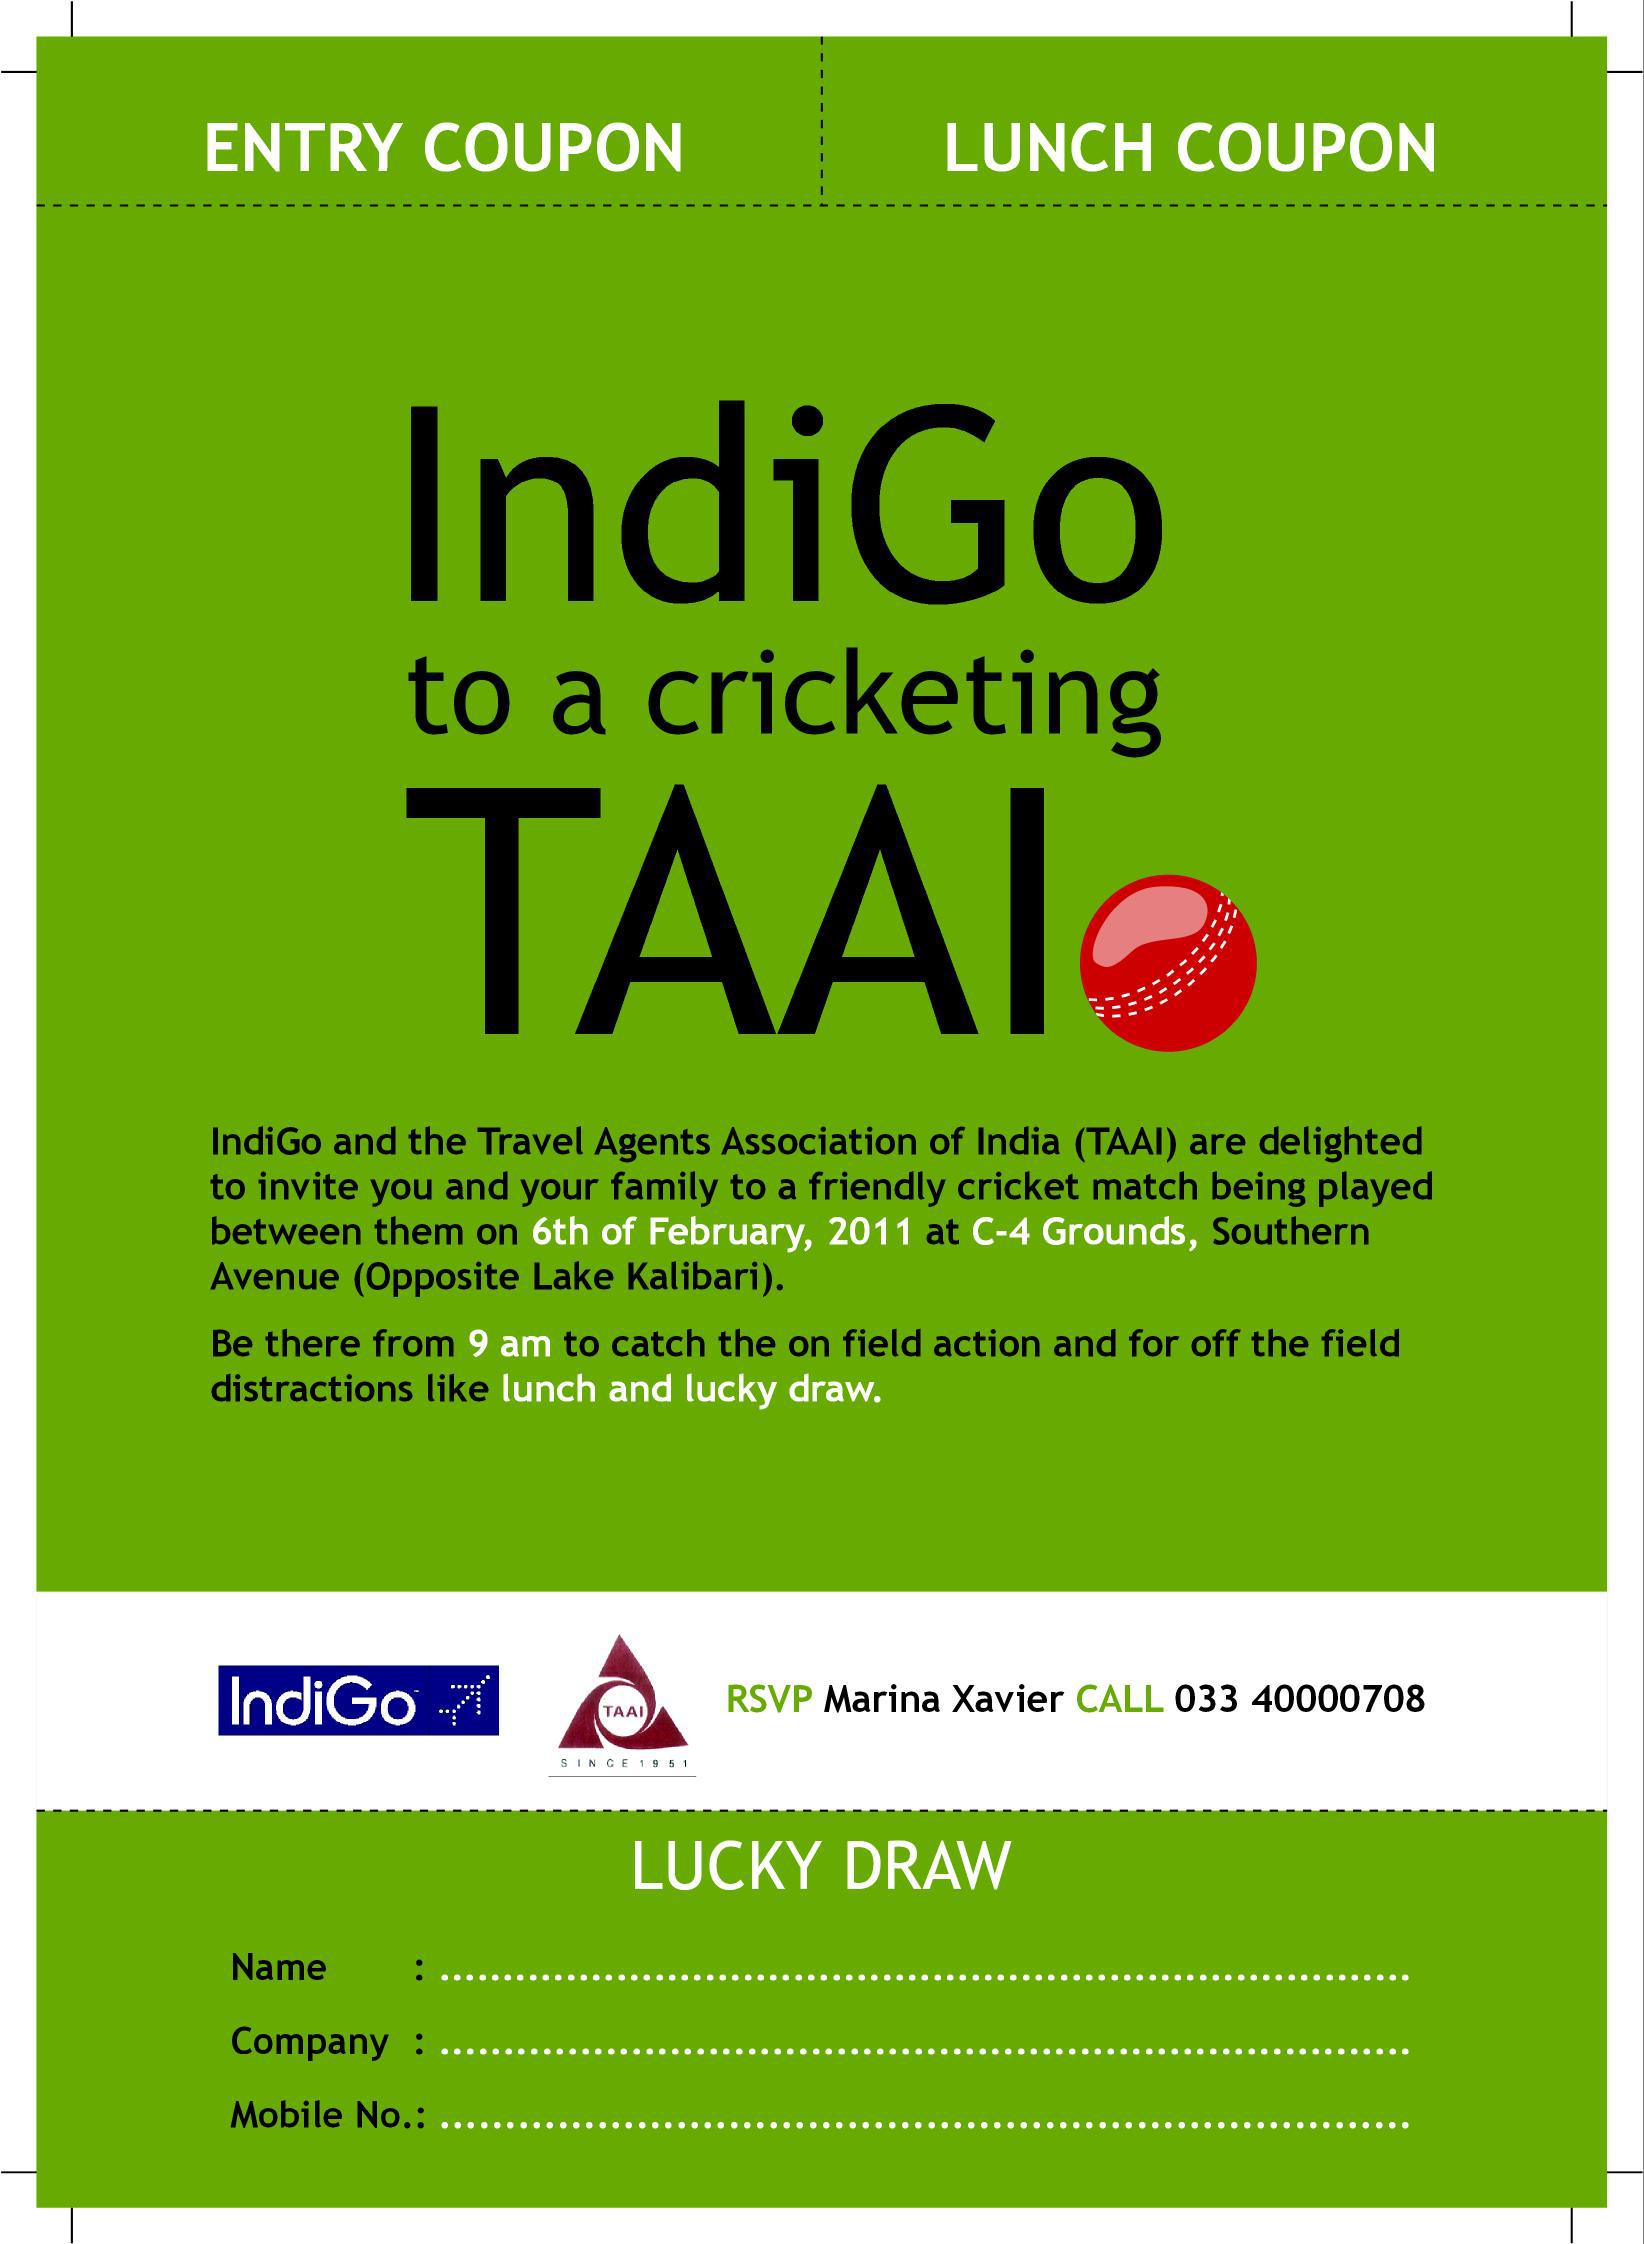 ENTRY COUPON
LUNCH COUPON
IndiGo
to a cricketing
TAAI
IndiGo and the Travel Agents Association of India (TAAI) are delighted
to invite you and your family to a friendly cricket match being played
between them on 6th of February, 2011 at C-4 Grounds, Southern
Avenue (Opposite Lake Kalibari).
Be there from 9 am to catch the on field action and for off the field
distractions like lunch and lucky draw.
IndiGo
TAAI
SINCE 1951
RSVP Marina Xavier CALL 033 40000708
LUCKY DRAW
Name : ................................................................................
Company : ................................................................................
Mobile No.: ................................................................................